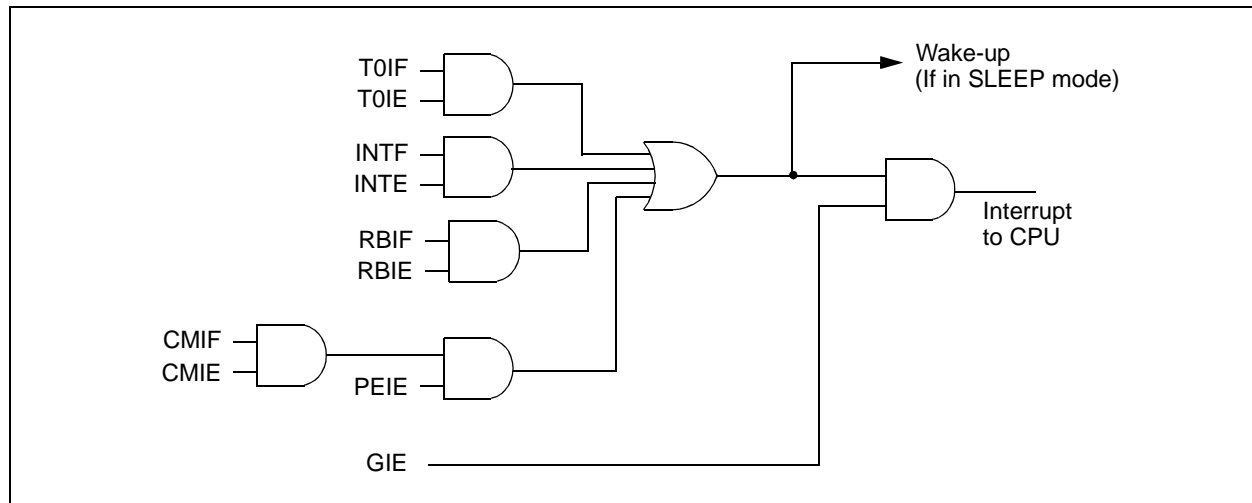 T0IF
T0IE
INTF
INTE
RBIF
RBIE
CMIF
CMIE
PEIE
GIE
Wake-up
(If in SLEEP mode)
Interrupt
to CPU